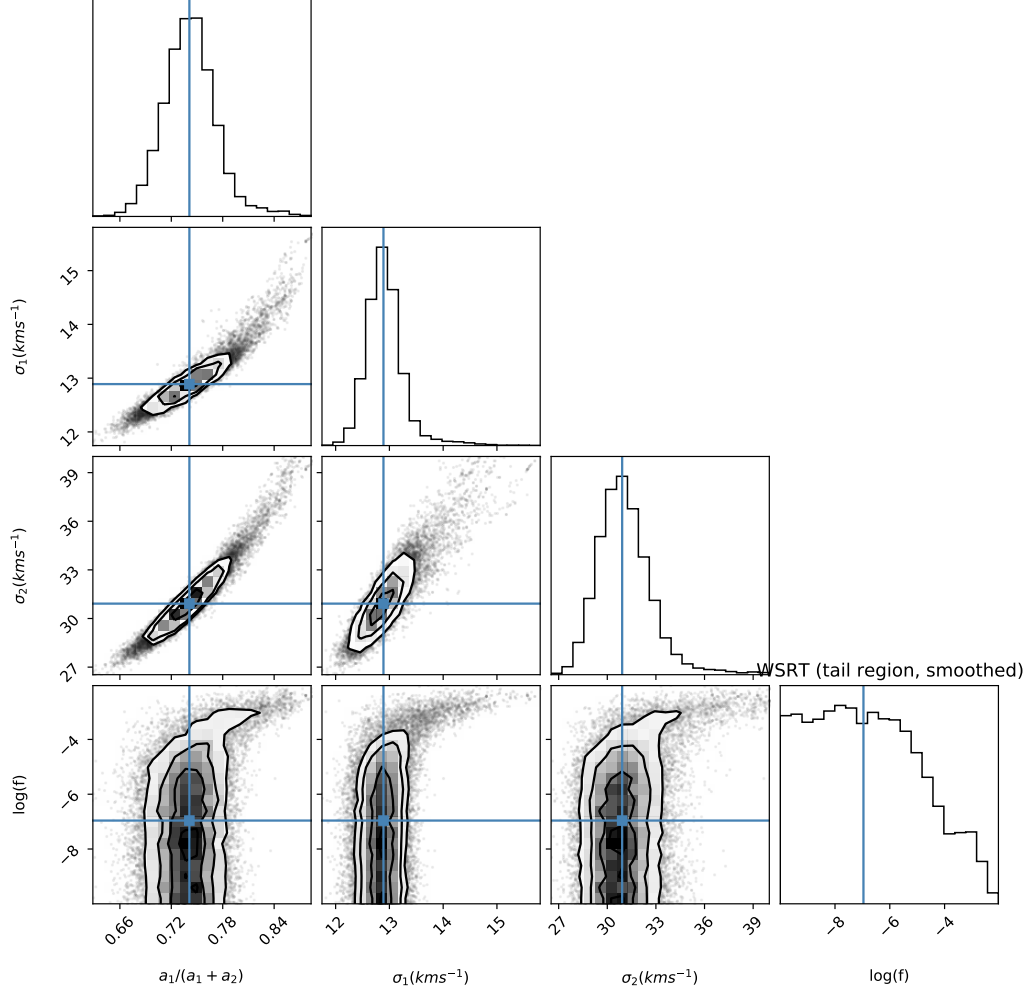 15
14
13
12
σ₁(kms⁻¹)
39
36
33
30
27
σ₂(kms⁻¹)
WSRT (tail region, smoothed)
−4
−6
−8
log(f)
0.66 0.72 0.78 0.84
12 13 14 15
27 30 33 36 39
−8 −6 −4
a₁/(a₁ + a₂)
σ₁(kms⁻¹)
σ₂(kms⁻¹)
log(f)